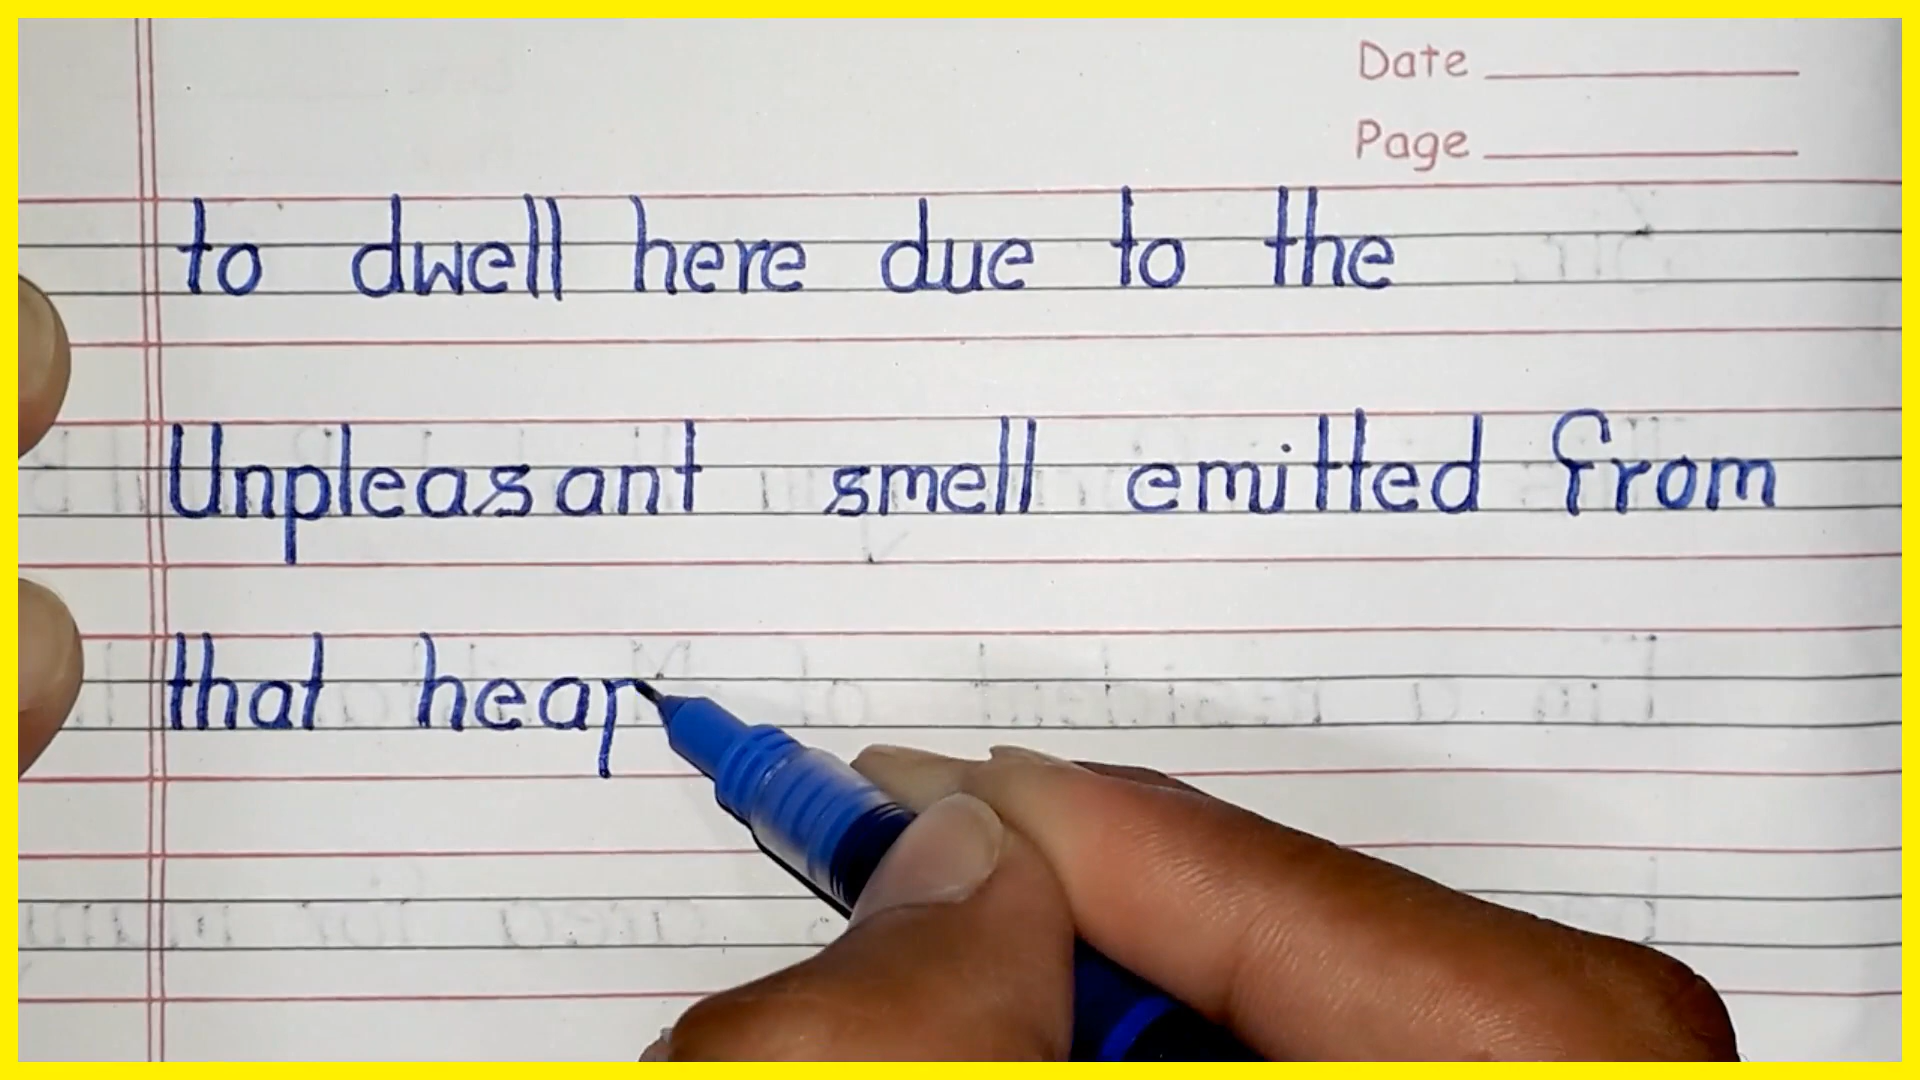 Date
Page
to dwell here due to the
Unpleasant smell emitted from
that heap